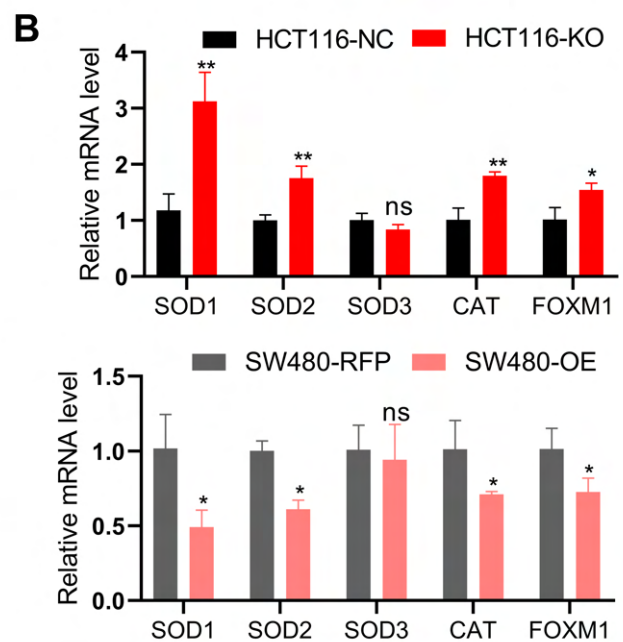 B
HCT116-NC HCT116-KO
Relative mRNA level
4
3
2
1
0
** ** ns ** *
SOD1 SOD2 SOD3 CAT FOXM1
SW480-RFP SW480-OE
Relative mRNA level
1.5
1.0
0.5
0.0
* * ns * *
SOD1 SOD2 SOD3 CAT FOXM1